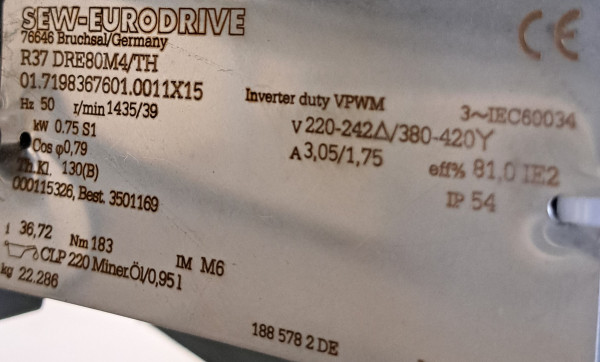 SEW-EURODRIVE
76646 Bruchsal/Germany
CE
R37 DRE80M4/TH
01.7198367601.0011X15
Inverter duty VPWM
3~IEC60034
Hz 50 r/min 1435/39
V 220-242Δ/380-420Y
kW 0.75 S1
A 3,05/1,75
eff% 81,0 IE2
Cos φ0,79
IP 54
Th.Kl. 130(B)
000115326, Best. 3501169
i 36,72 Nm 183 IM M6
CLP 220 Miner.Öl/0,95 l
kg 22.286
188 578 2 DE